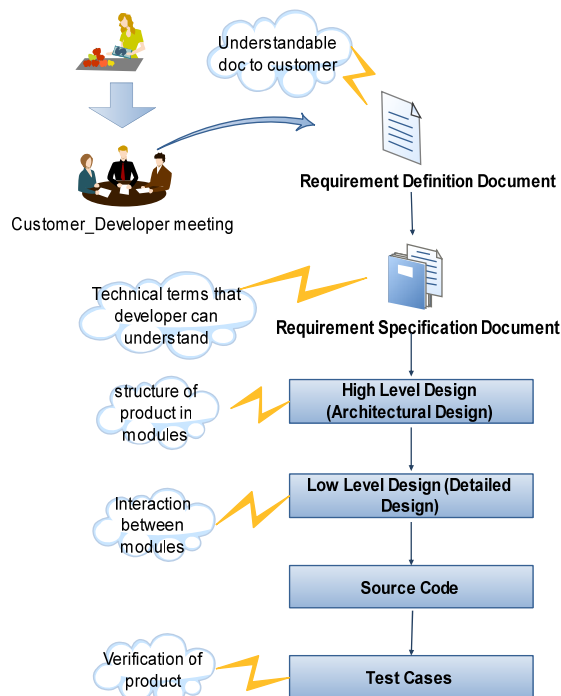 Understandable
doc to customer
Requirement Definition Document
Customer_Developer meeting
Technical terms that
developer can
understand
Requirement Specification Document
structure of
product in
modules
High Level Design
(Architectural Design)
Interaction
between
modules
Low Level Design (Detailed
Design)
Source Code
Verification of
product
Test Cases